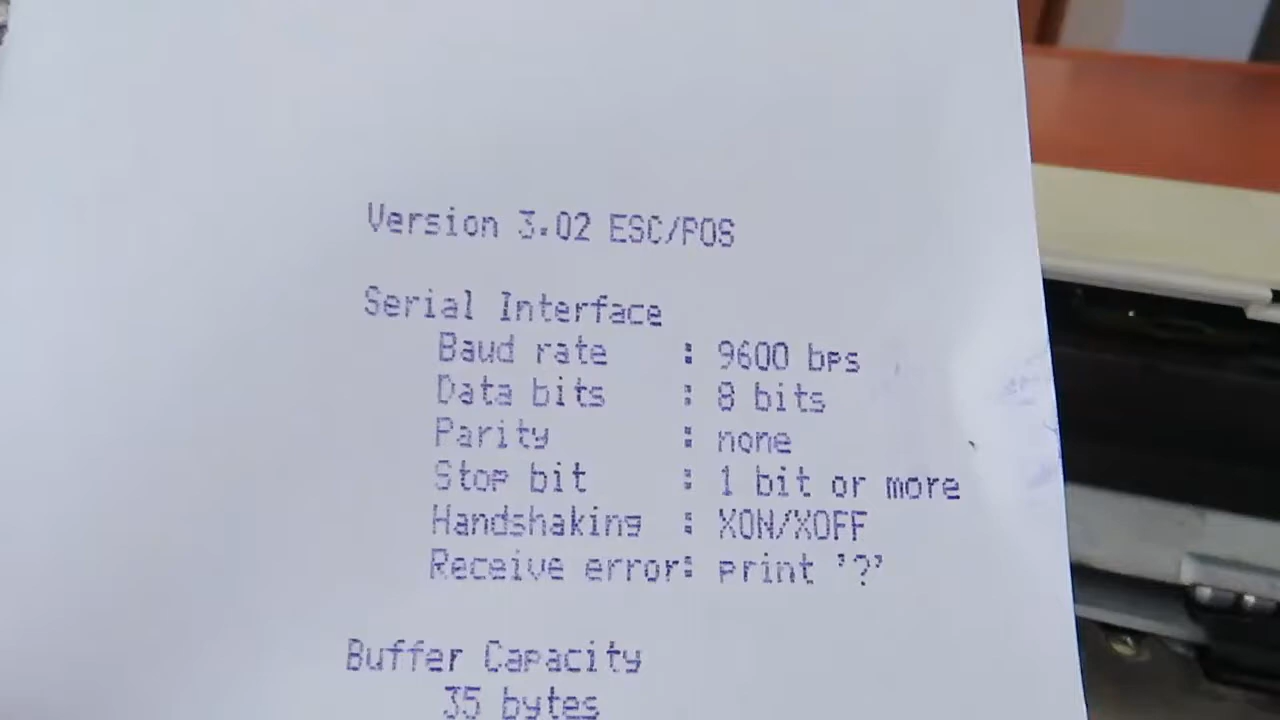 Version 3.02 ESC/POS
Serial Interface
Baud rate : 9600 bps
Data bits : 8 bits
Parity : none
Stop bit : 1 bit or more
Handshaking : XON/XOFF
Receive error: print '?'
Buffer Capacity
35 bytes